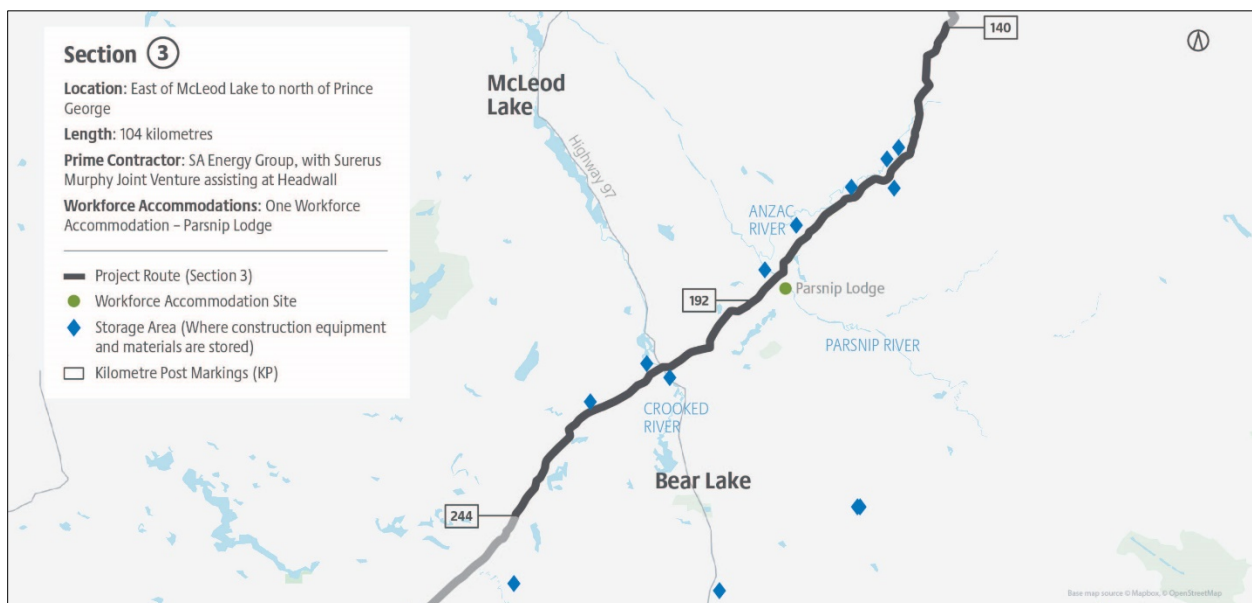 Section 3
Location: East of McLeod Lake to north of Prince
George
Length: 104 kilometres
Prime Contractor: SA Energy Group, with Surerus
Murphy Joint Venture assisting at Headwall
Workforce Accommodations: One Workforce
Accommodation – Parsnip Lodge
Project Route (Section 3)
Workforce Accommodation Site
Storage Area (Where construction equipment
and materials are stored)
Kilometre Post Markings (KP)
140
McLeod
Lake
Highway 97
ANZAC
RIVER
Parsnip Lodge
192
PARSNIP RIVER
CROOKED
RIVER
Bear Lake
244
Base map source © Mapbox, © OpenStreetMap